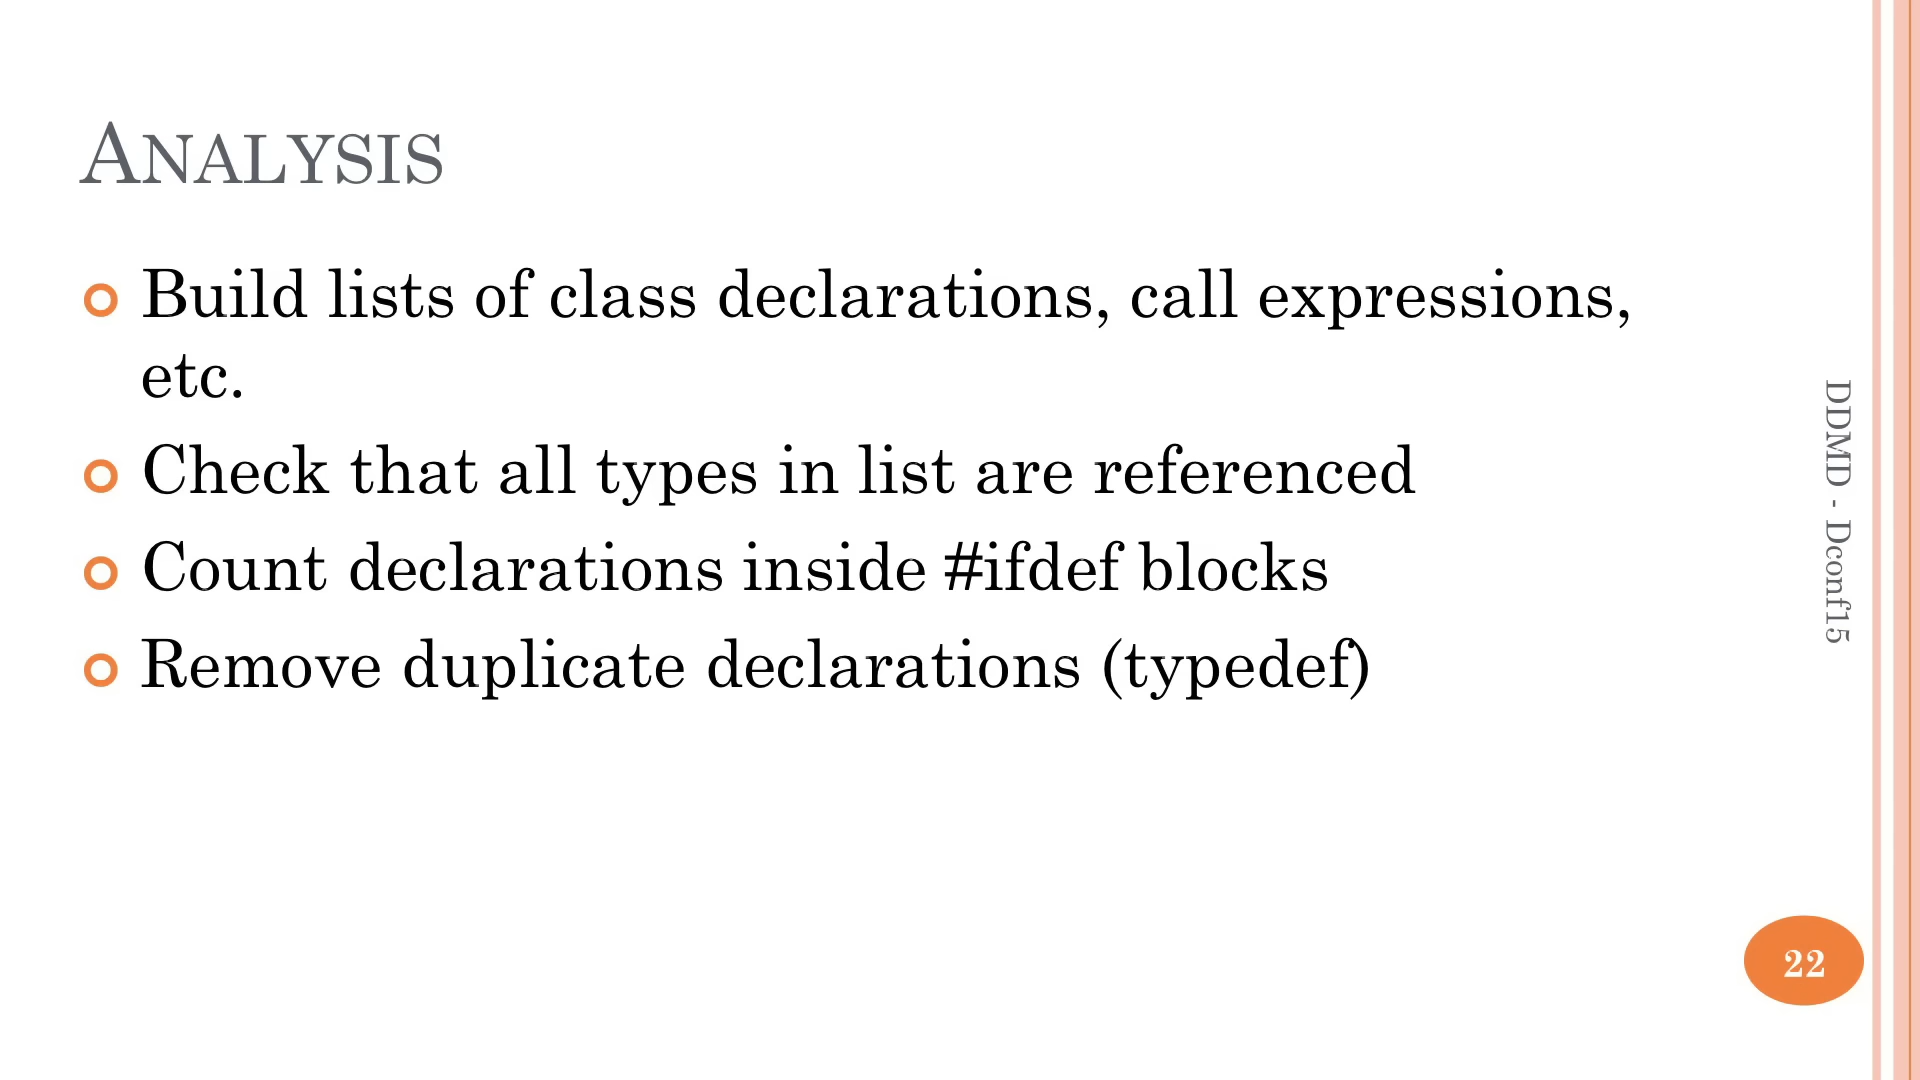 ANALYSIS
Build lists of class declarations, call expressions,
etc.
Check that all types in list are referenced
Count declarations inside #ifdef blocks
Remove duplicate declarations (typedef)
DDMD - Dconf15
22